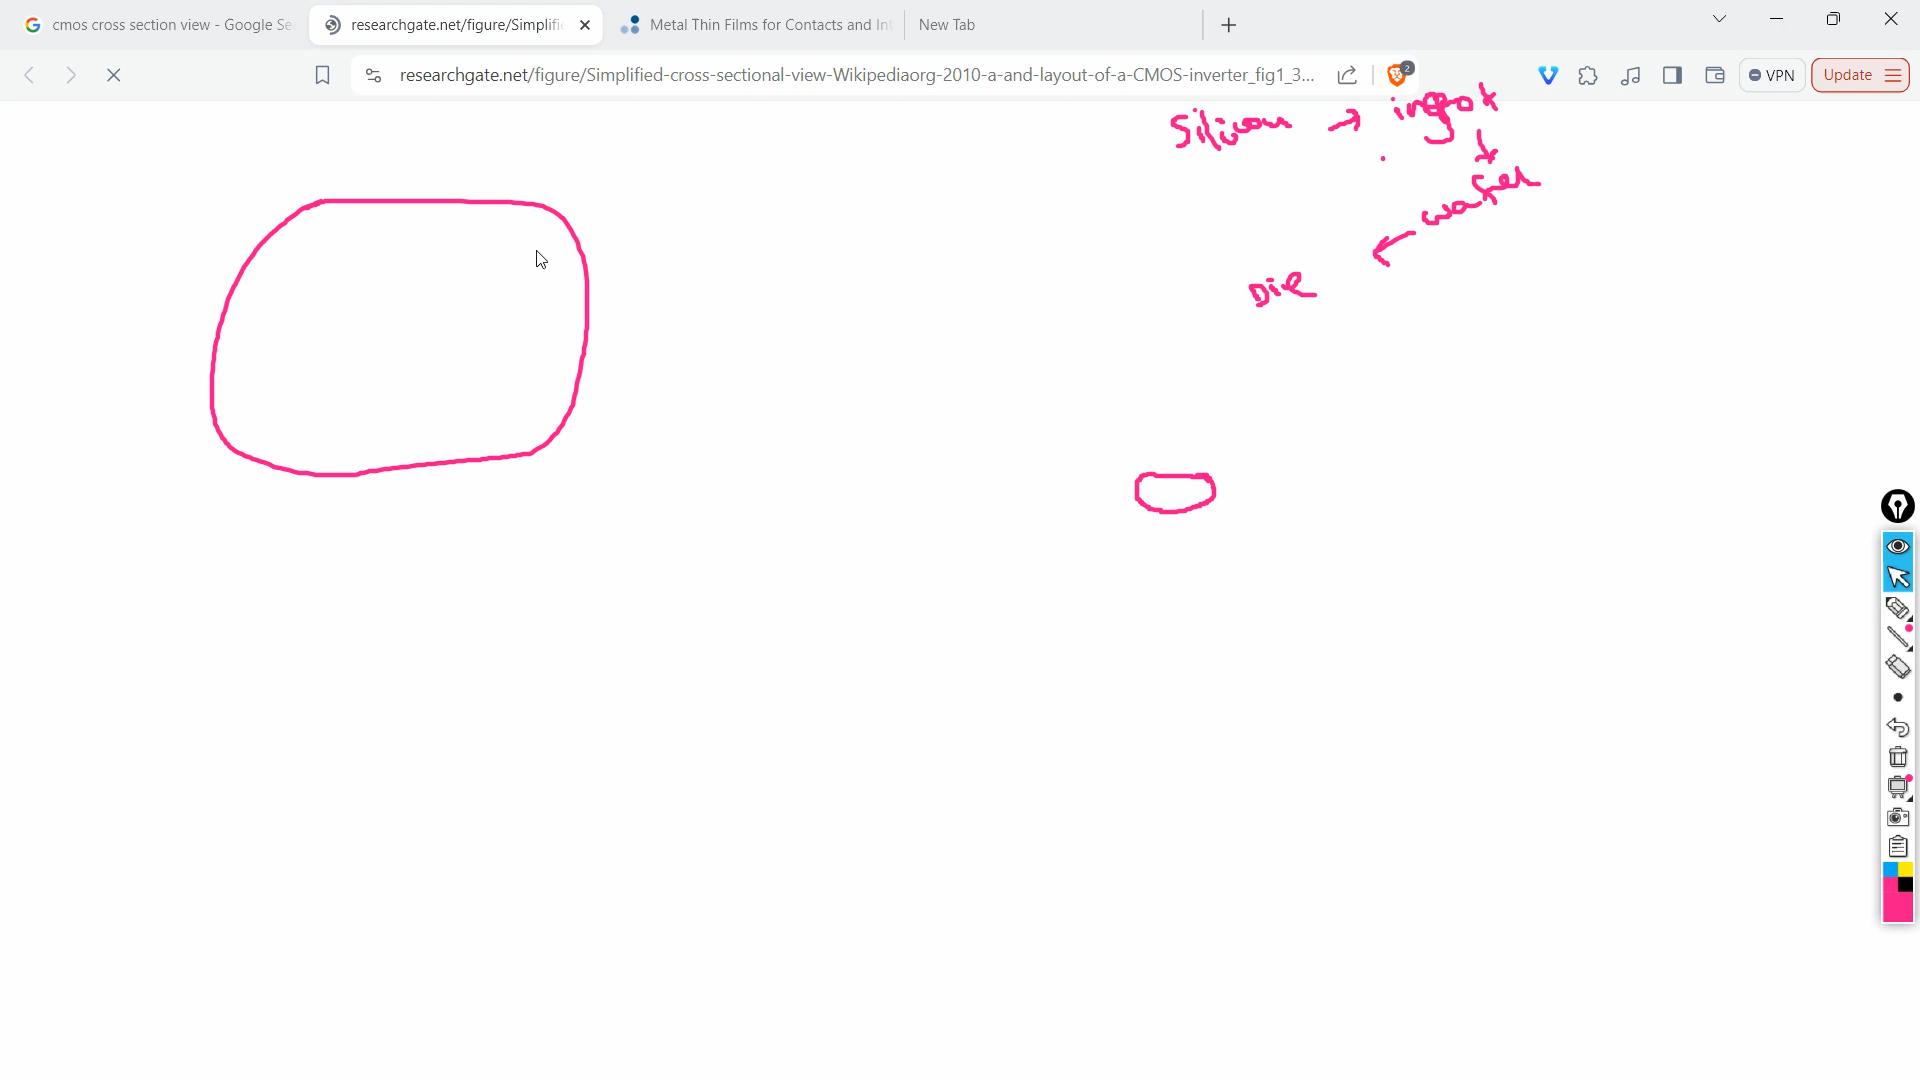 cmos cross section view - Google Se
researchgate.net/figure/Simplifi
Metal Thin Films for Contacts and Int
New Tab
researchgate.net/figure/Simplified-cross-sectional-view-Wikipediaorg-2010-a-and-layout-of-a-CMOS-inverter_fig1_3...
2
VPN
Update
Silicon → ingot
wafer
Die